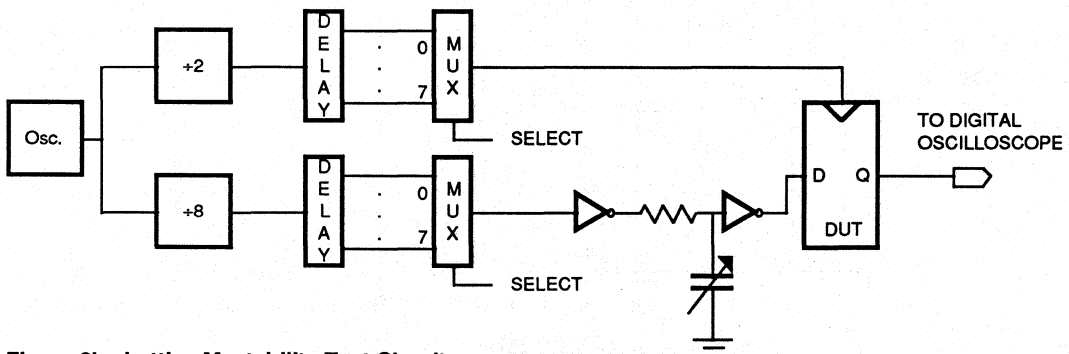 ÷2
DELAY
0
7
MUX
SELECT
Osc.
TO DIGITAL
OSCILLOSCOPE
D Q
DUT
÷8
DELAY
0
7
MUX
SELECT